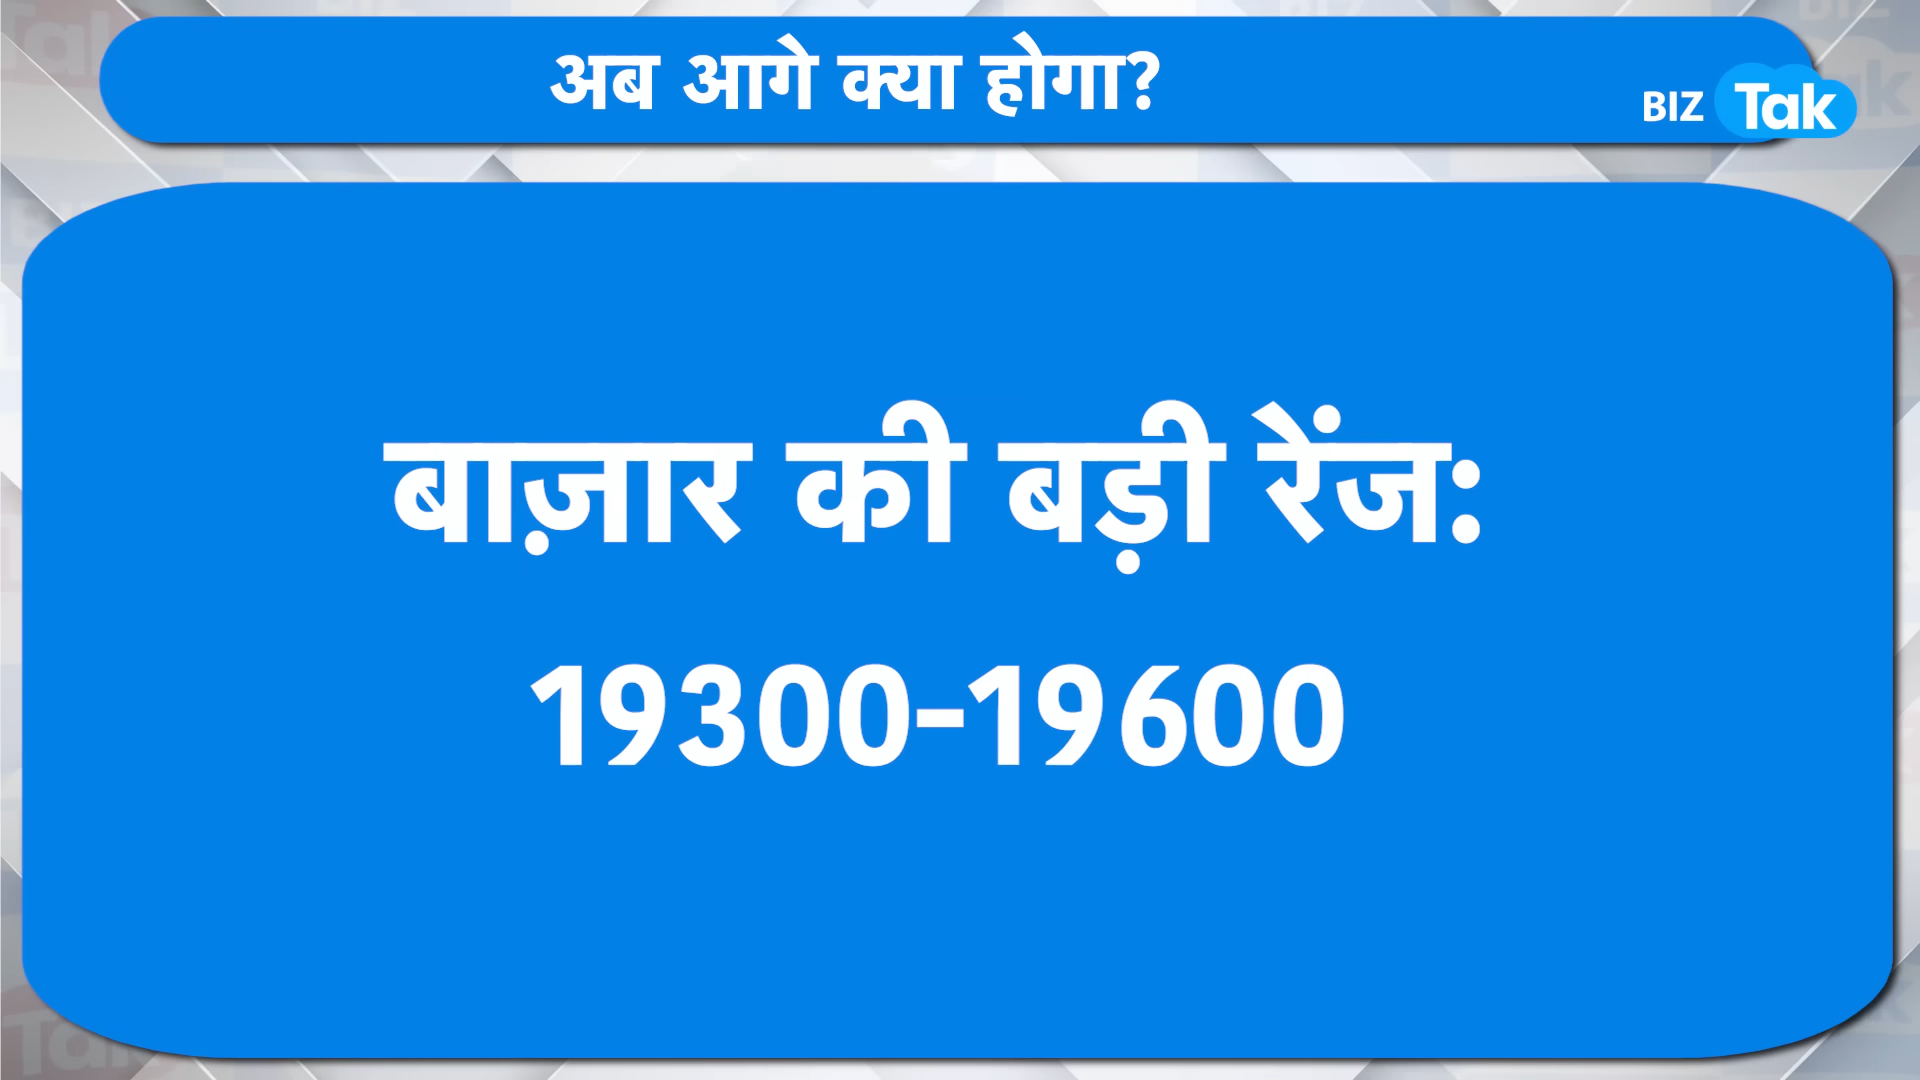 अब आगे क्या होगा?
BIZ Tak
बाज़ार की बड़ी रेंज:
19300-19600